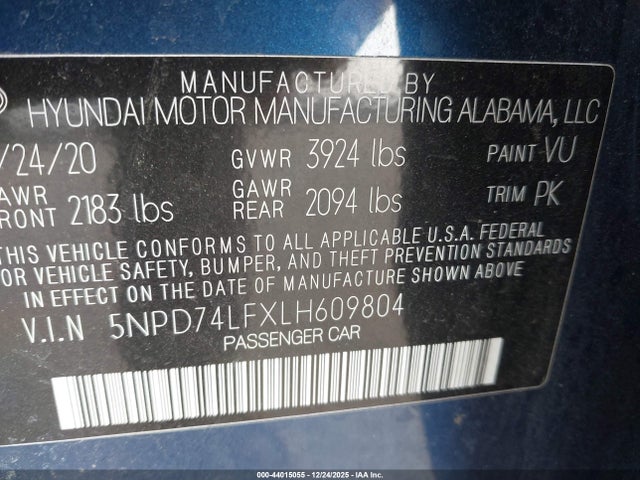 MANUFACTURED BY
HYUNDAI MOTOR MANUFACTURING ALABAMA, LLC
/24/20 GVWR 3924 lbs PAINT VU
AWR FRONT 2183 lbs GAWR REAR 2094 lbs TRIM PK
THIS VEHICLE CONFORMS TO ALL APPLICABLE U.S.A. FEDERAL
OR VEHICLE SAFETY, BUMPER, AND THEFT PREVENTION STANDARDS
IN EFFECT ON THE DATE OF MANUFACTURE SHOWN ABOVE
V.I.N 5NPD74LFXLH609804
PASSENGER CAR
000-44015055 - 12/24/2025 - IAA Inc.